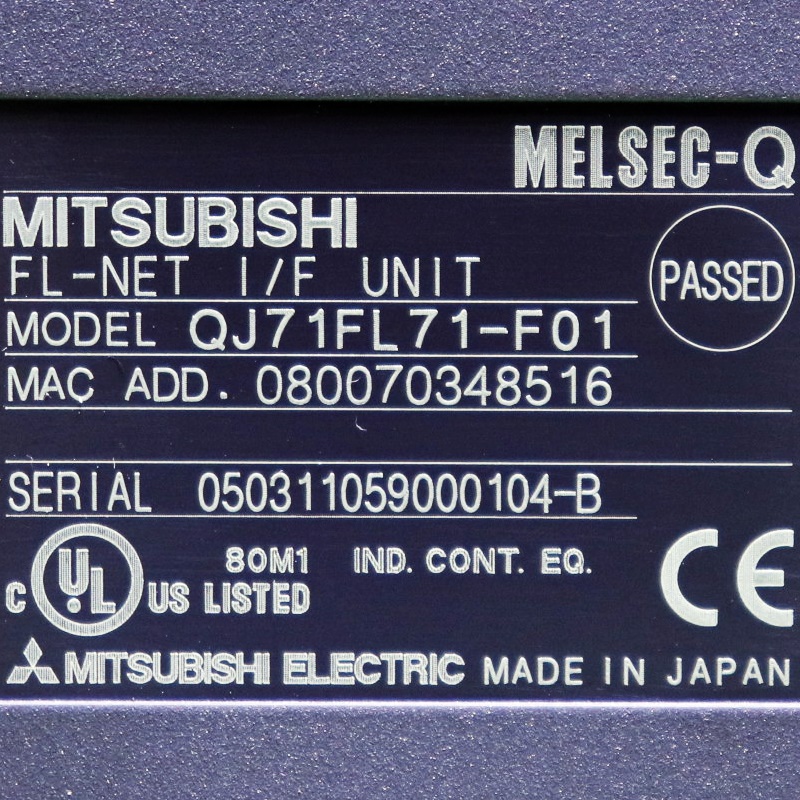 MELSEC-Q
MITSUBISHI
FL-NET I/F UNIT
PASSED
MODEL QJ71FL71-F01
MAC ADD. 080070348516
SERIAL 050311059000104-B
C UL US LISTED 80M1 IND. CONT. EQ.
CE
MITSUBISHI ELECTRIC MADE IN JAPAN